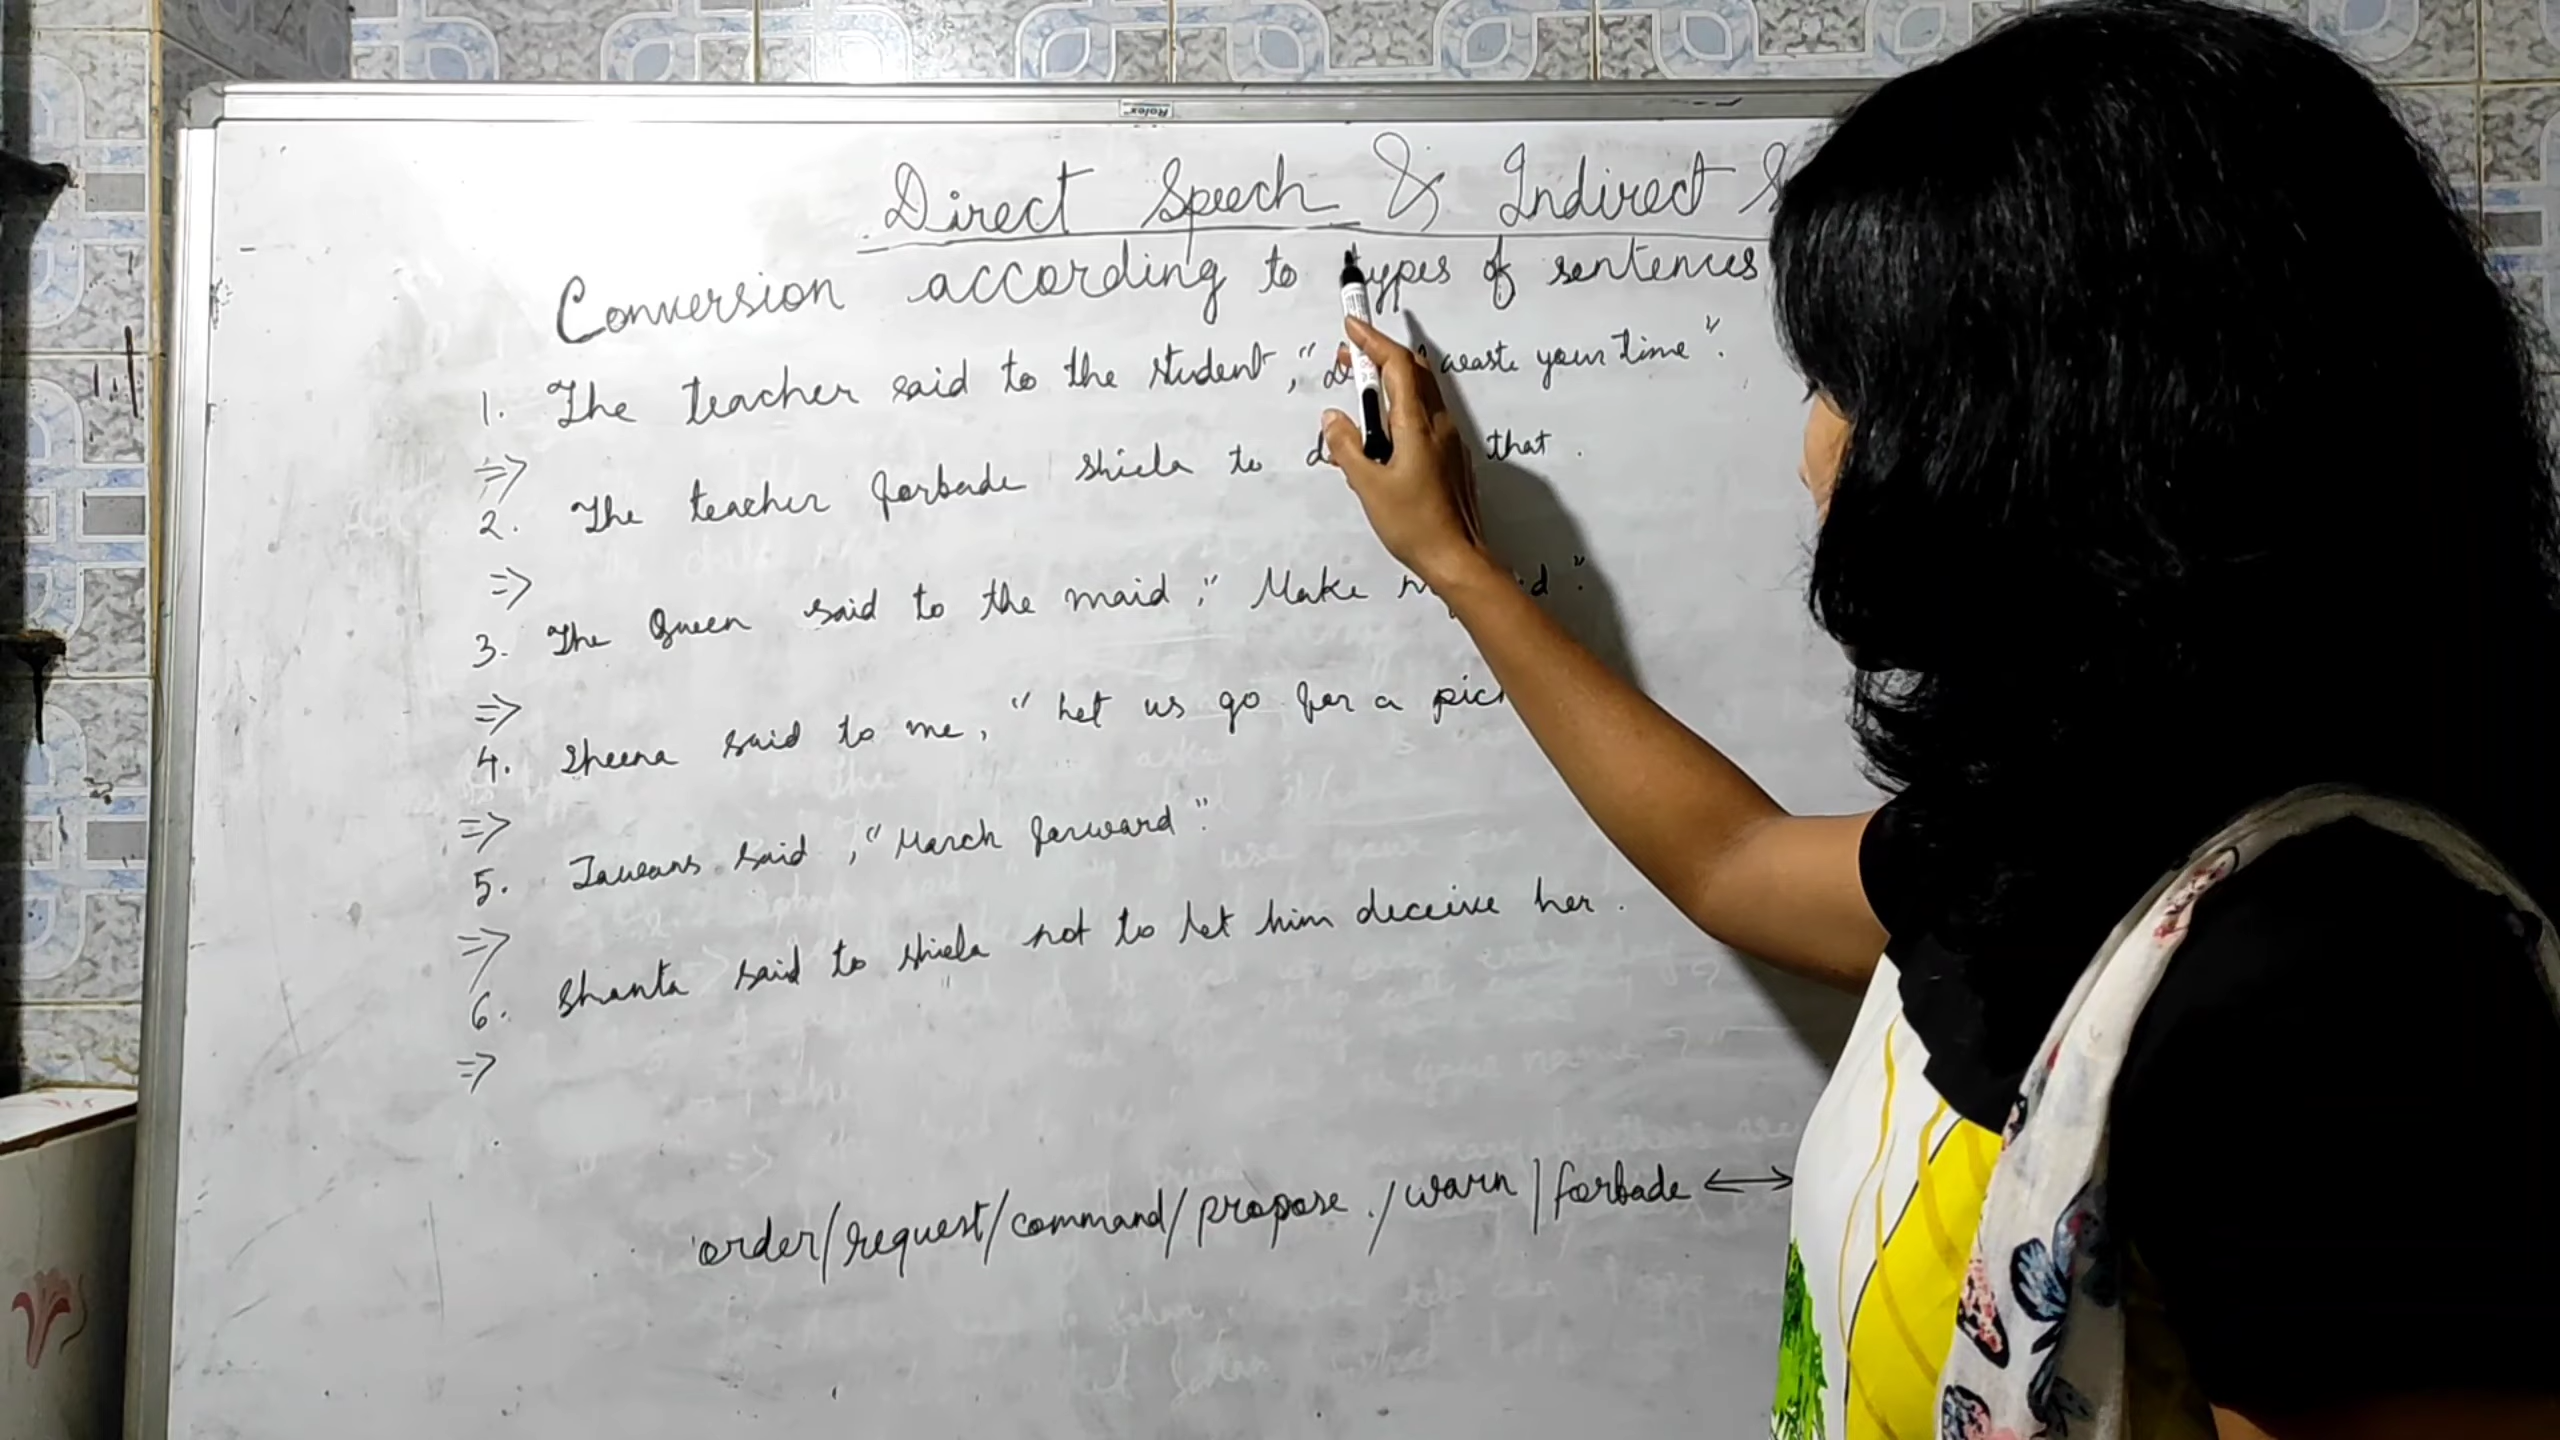 Rolex
Direct Speech & Indirect
Conversion according to types of sentences
1. The teacher said to the student, " waste your time".
=>
2. The teacher forbade Shiela to that.
=>
3. The Queen said to the maid, " Make
=>
4. Sheena said to me, " Let us go for a
=>
5. said, "March forward".
=>
6. Shanta said to Shiela not to let him deceive her.
=>
order/request/command/propose./warn/forbade <->